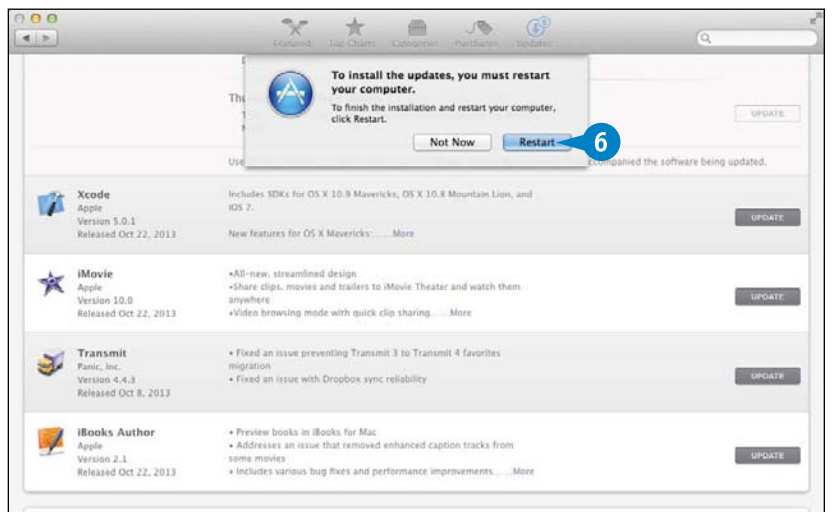 Featured Top Charts Categories Purchases Updates
To install the updates, you must restart
your computer.
To finish the installation and restart your computer,
click Restart.
Not Now Restart 6
UPDATE
Use
accompanied the software being updated.
Xcode
Apple
Version 5.0.1
Released Oct 22, 2013
Includes SDKs for OS X 10.9 Mavericks, OS X 10.8 Mountain Lion, and
iOS 7.
New features for OS X Mavericks: ... More
UPDATE
iMovie
Apple
Version 10.0
Released Oct 22, 2013
•All-new, streamlined design
•Share clips, movies and trailers to iMovie Theater and watch them
anywhere
•Video browsing mode with quick clip sharing... ...More
UPDATE
Transmit
Panic, Inc.
Version 4.4.3
Released Oct 8, 2013
• Fixed an issue preventing Transmit 3 to Transmit 4 favorites
migration
• Fixed an issue with Dropbox sync reliability
UPDATE
iBooks Author
Apple
Version 2.1
Released Oct 22, 2013
• Preview books in iBooks for Mac
• Addresses an issue that removed enhanced caption tracks from
some movies
• Includes various bug fixes and performance improvements... ...More
UPDATE